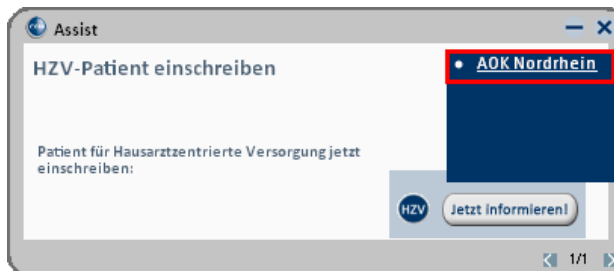 Assist
HZV-Patient einschreiben
• AOK Nordrhein
Patient für Hausarztzentrierte Versorgung jetzt
einschreiben:
HZV
Jetzt informieren!
1/1